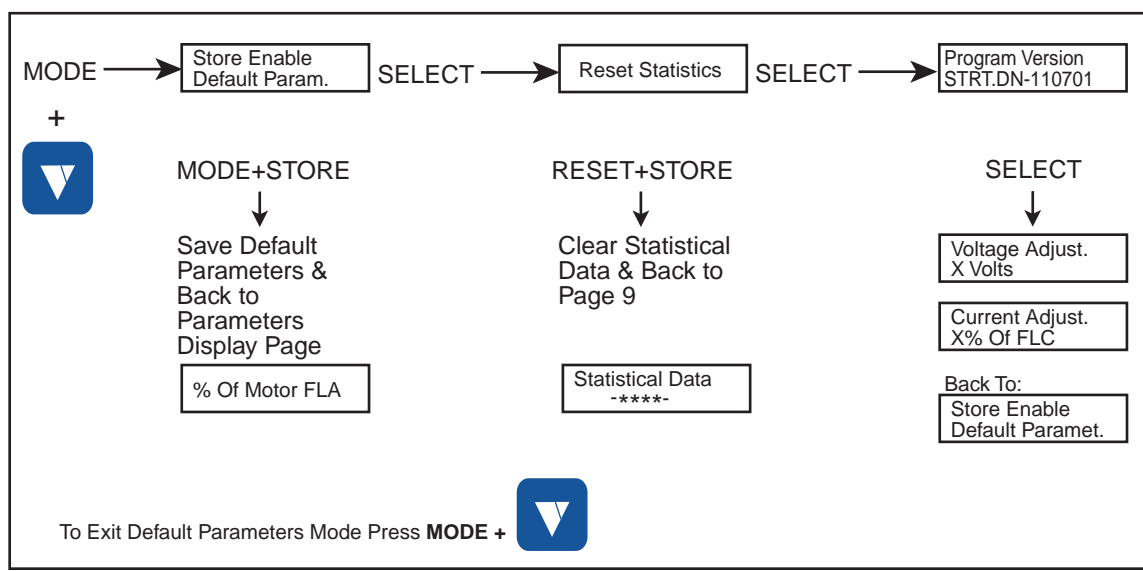 MODE
+
Store Enable
Default Param.
SELECT
Reset Statistics
SELECT
Program Version
STRT.DN-110701
MODE+STORE
Save Default
Parameters &
Back to
Parameters
Display Page
% Of Motor FLA
RESET+STORE
Clear Statistical
Data & Back to
Page 9
Statistical Data
-****-
SELECT
Voltage Adjust.
X Volts
Current Adjust.
X% Of FLC
Back To:
Store Enable
Default Paramet.
To Exit Default Parameters Mode Press MODE +